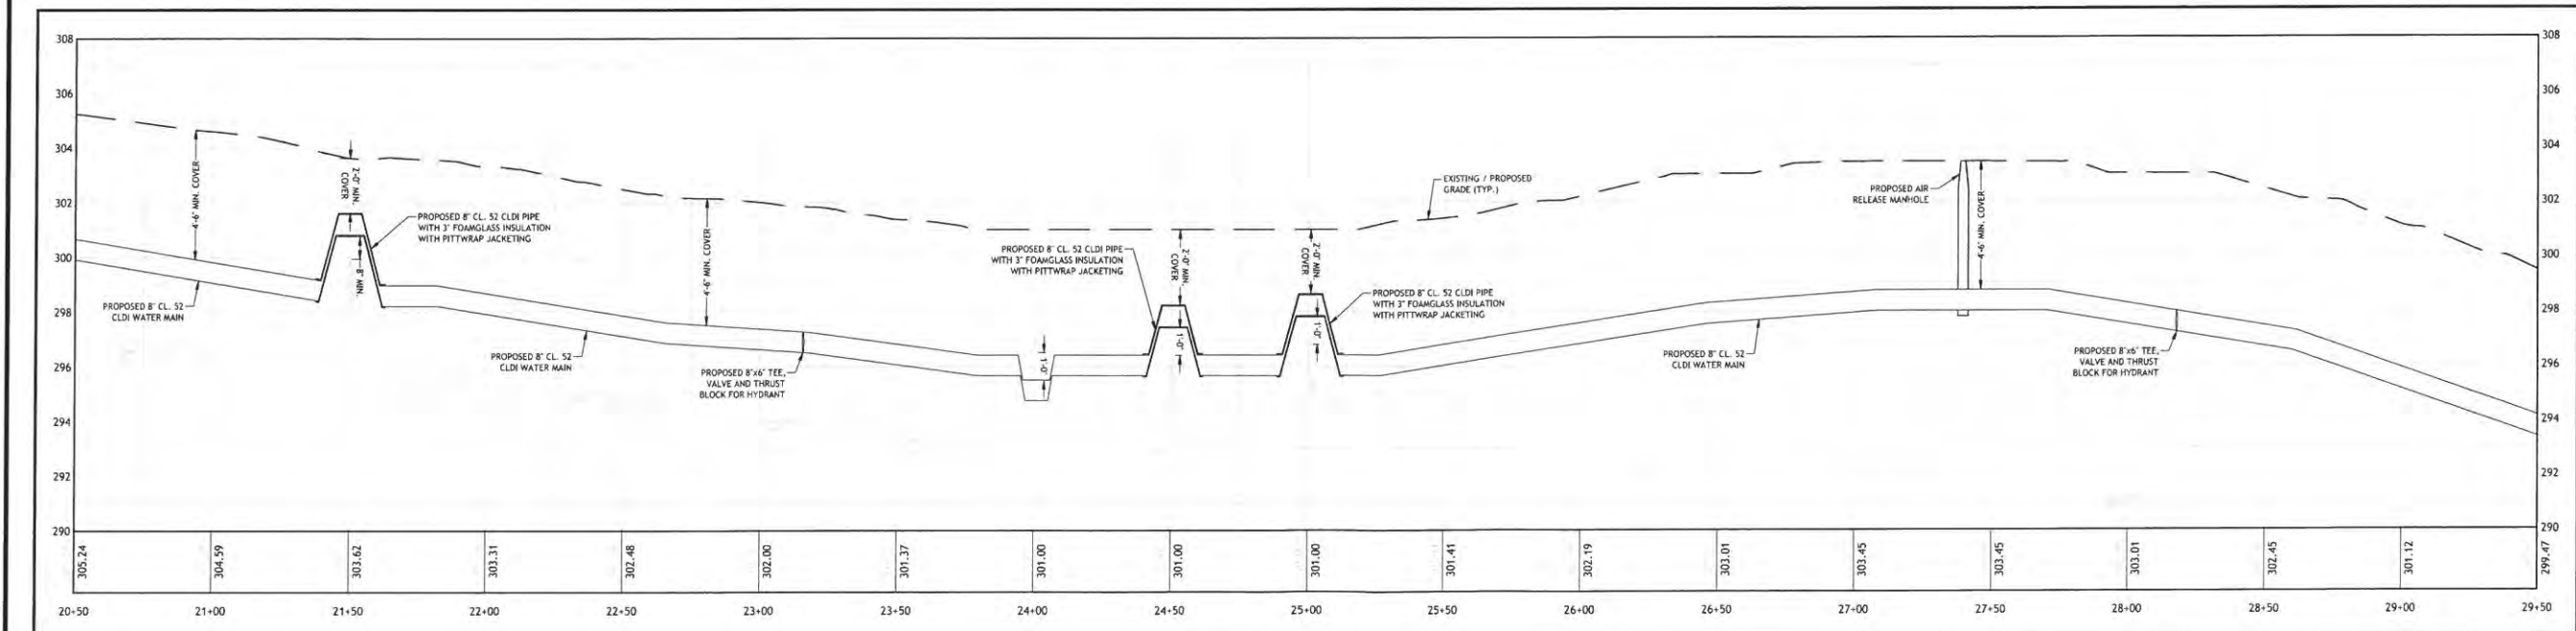 308
306
304
302
300
298
296
294
292
290
308
306
304
302
300
298
296
294
292
290
4'-6" MIN. COVER
2'-0" MIN.
COVER
8" MIN.
PROPOSED 8" CL. 52 CLDI PIPE
WITH 3" FOAMGLASS INSULATION
WITH PITTWRAP JACKETING
PROPOSED 8" CL. 52
CLDI WATER MAIN
4'-6" MIN. COVER
PROPOSED 8" CL. 52
CLDI WATER MAIN
PROPOSED 8"x6" TEE,
VALVE AND THRUST
BLOCK FOR HYDRANT
1'-0"
PROPOSED 8" CL. 52 CLDI PIPE
WITH 3" FOAMGLASS INSULATION
WITH PITTWRAP JACKETING
2'-0" MIN.
COVER
1'-0"
2'-0" MIN.
COVER
1'-0"
PROPOSED 8" CL. 52 CLDI PIPE
WITH 3" FOAMGLASS INSULATION
WITH PITTWRAP JACKETING
EXISTING / PROPOSED
GRADE (TYP.)
PROPOSED 8" CL. 52
CLDI WATER MAIN
PROPOSED AIR
RELEASE MANHOLE
4'-6" MIN. COVER
PROPOSED 8"x6" TEE,
VALVE AND THRUST
BLOCK FOR HYDRANT
305.24
304.59
303.62
303.31
302.48
302.00
301.37
301.00
301.00
301.00
301.41
302.19
303.01
303.45
303.45
303.01
302.45
301.12
299.47
20+50 21+00 21+50 22+00 22+50 23+00 23+50 24+00 24+50 25+00 25+50 26+00 26+50 27+00 27+50 28+00 28+50 29+00 29+50